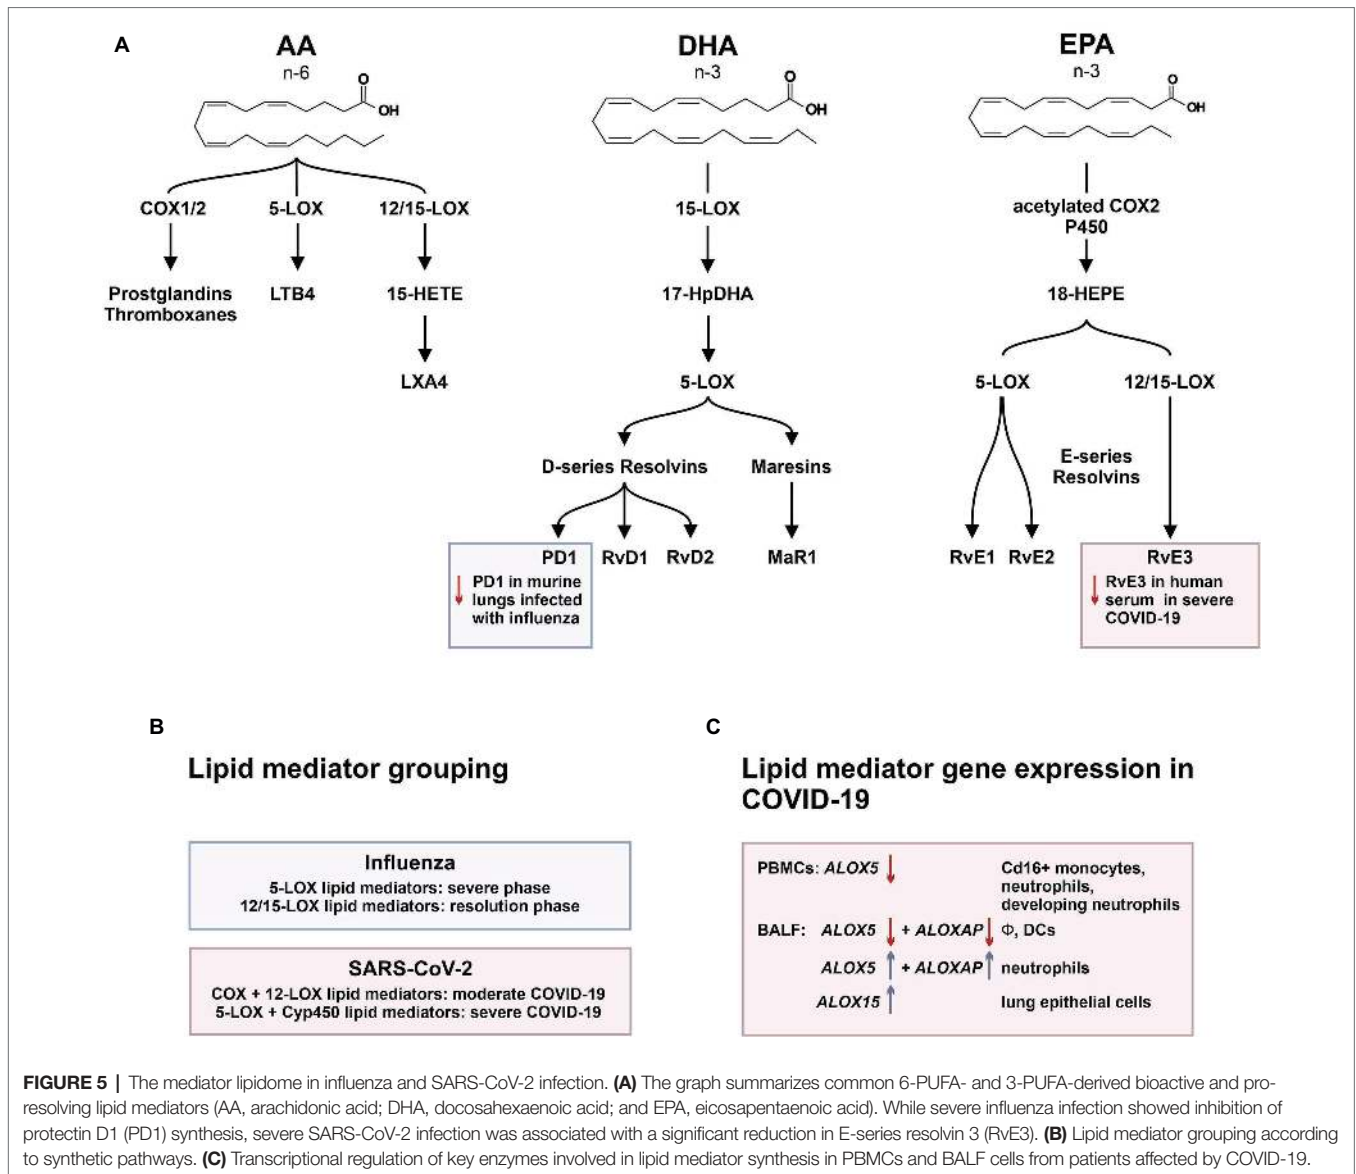 A
AA
n-6
O
OH
COX1/2
5-LOX
12/15-LOX
Prostglandins
Thromboxanes
LTB4
15-HETE
LXA4
DHA
n-3
O
OH
15-LOX
17-HpDHA
5-LOX
D-series Resolvins
Maresins
PD1
RvD1
RvD2
MaR1
PD1 in murine
lungs infected
with influenza
EPA
n-3
O
OH
acetylated COX2
P450
18-HEPE
5-LOX
12/15-LOX
E-series
Resolvins
RvE1
RvE2
RvE3
RvE3 in human
serum in severe
COVID-19
B
Lipid mediator grouping
Influenza
5-LOX lipid mediators: severe phase
12/15-LOX lipid mediators: resolution phase
SARS-CoV-2
COX + 12-LOX lipid mediators: moderate COVID-19
5-LOX + Cyp450 lipid mediators: severe COVID-19
C
Lipid mediator gene expression in
COVID-19
PBMCs: ALOX5 ↓ Cd16+ monocytes,
neutrophils,
developing neutrophils
BALF: ALOX5 ↓ + ALOXAP ↓ Φ, DCs
ALOX5 ↑ + ALOXAP ↑ neutrophils
ALOX15 ↑ lung epithelial cells
FIGURE 5 | The mediator lipidome in influenza and SARS-CoV-2 infection. (A) The graph summarizes common 6-PUFA- and 3-PUFA-derived bioactive and pro-
resolving lipid mediators (AA, arachidonic acid; DHA, docosahexaenoic acid; and EPA, eicosapentaenoic acid). While severe influenza infection showed inhibition of
protectin D1 (PD1) synthesis, severe SARS-CoV-2 infection was associated with a significant reduction in E-series resolvin 3 (RvE3). (B) Lipid mediator grouping according
to synthetic pathways. (C) Transcriptional regulation of key enzymes involved in lipid mediator synthesis in PBMCs and BALF cells from patients affected by COVID-19.